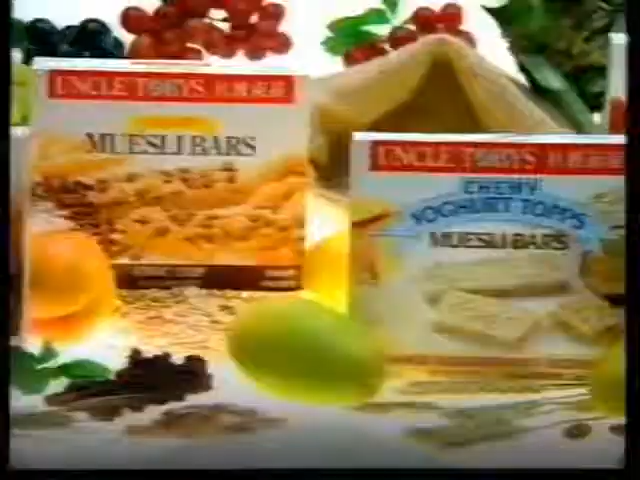 UNCLE TOBYS
MUESLI BARS
UNCLE TOBYS
CHEWY
YOGHURT TOPPS
MUESLI BARS